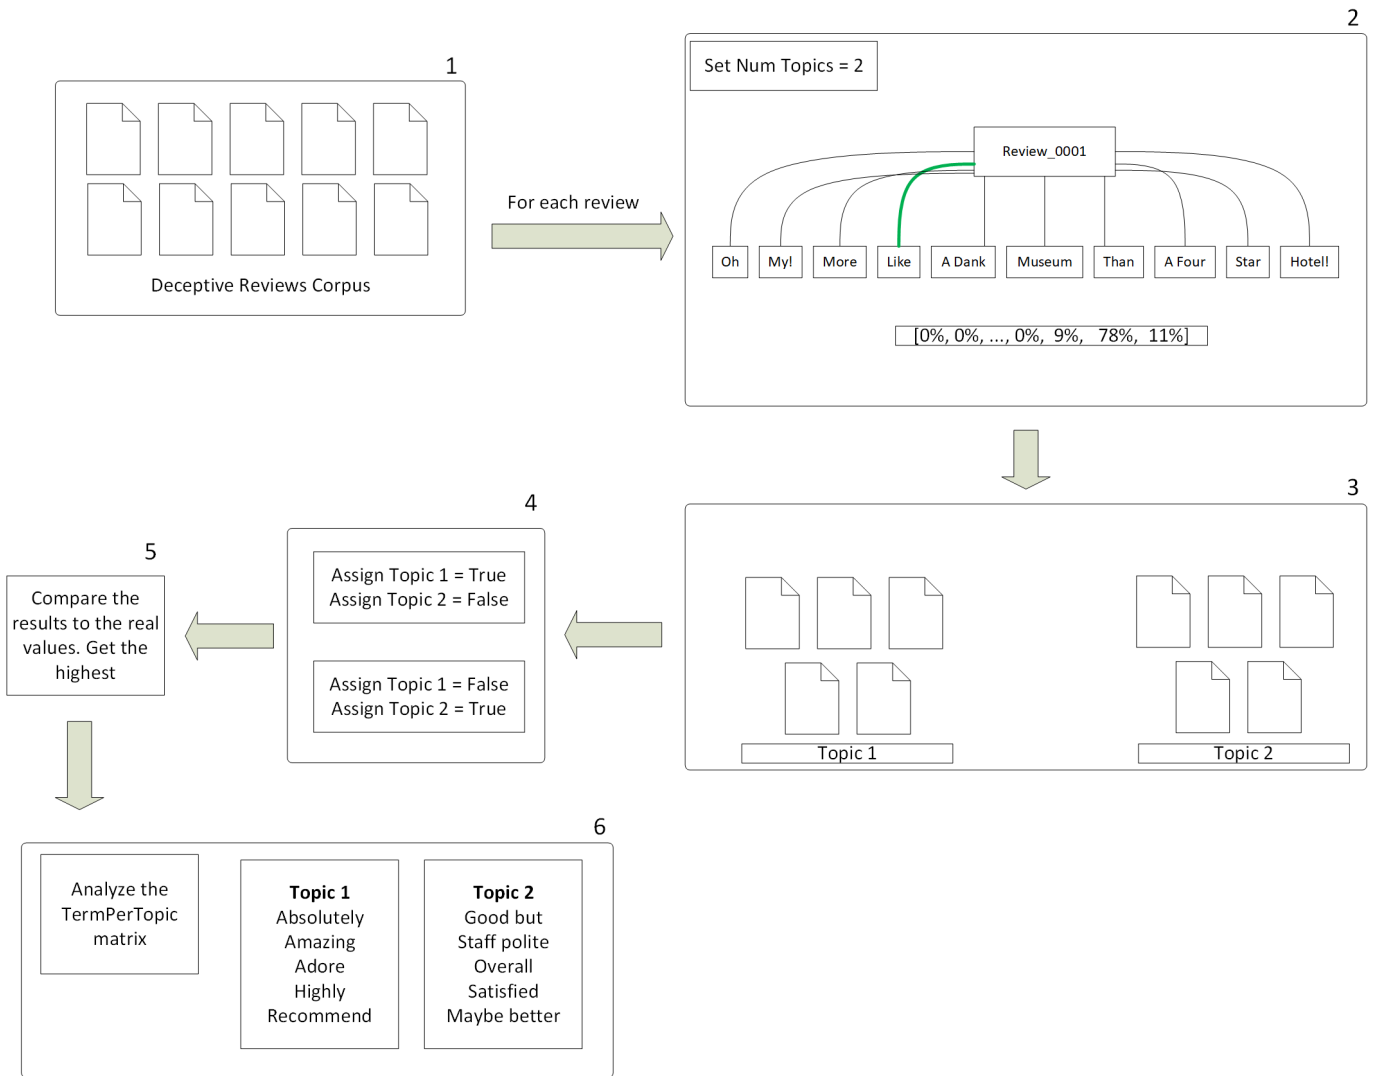 1
Deceptive Reviews Corpus
For each review
2
Set Num Topics = 2
Review_0001
Oh
My!
More
Like
A Dank
Museum
Than
A Four
Star
Hotel!
[0%, 0%, ..., 0%, 9%, 78%, 11%]
3
Topic 1
Topic 2
4
Assign Topic 1 = True
Assign Topic 2 = False
Assign Topic 1 = False
Assign Topic 2 = True
5
Compare the
results to the real
values. Get the
highest
6
Analyze the
TermPerTopic
matrix
Topic 1
Absolutely
Amazing
Adore
Highly
Recommend
Topic 2
Good but
Staff polite
Overall
Satisfied
Maybe better